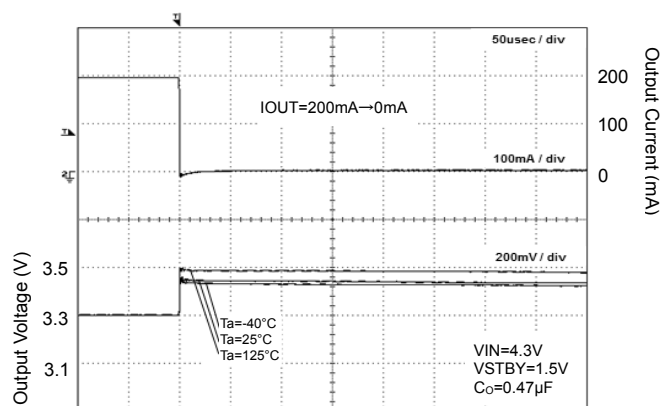 T
50usec / div
200
IOUT=200mA→0mA
T
100
100mA / div
2
0
Output Current (mA)
200mV / div
3.5
3.3
3.1
Output Voltage (V)
Ta=-40°C
Ta=25°C
Ta=125°C
VIN=4.3V
VSTBY=1.5V
CO=0.47µF